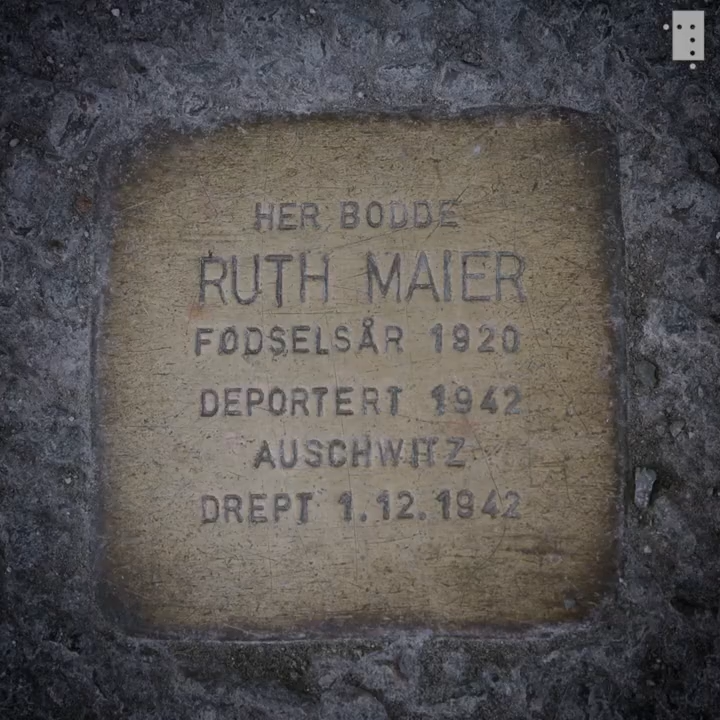 HER BODDE
RUTH MAIER
FØDSELSÅR 1920
DEPORTERT 1942
AUSCHWITZ
DREPT 1.12.1942